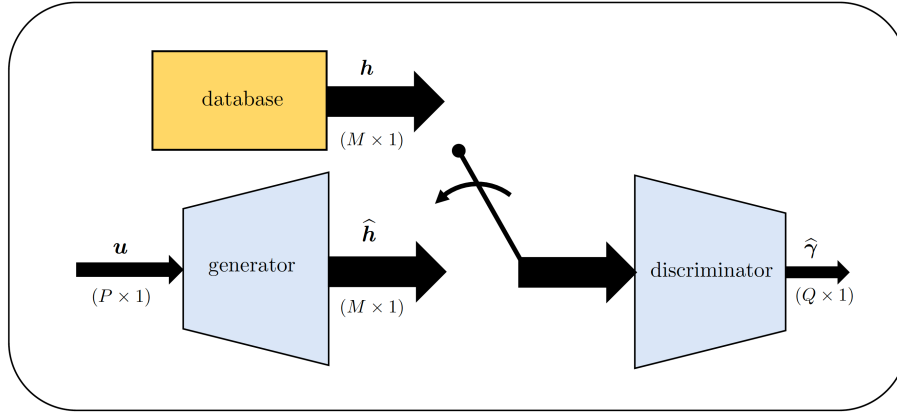 h
database
(M × 1)
u
ĥ
γ̂
generator
discriminator
(P × 1)
(M × 1)
(Q × 1)